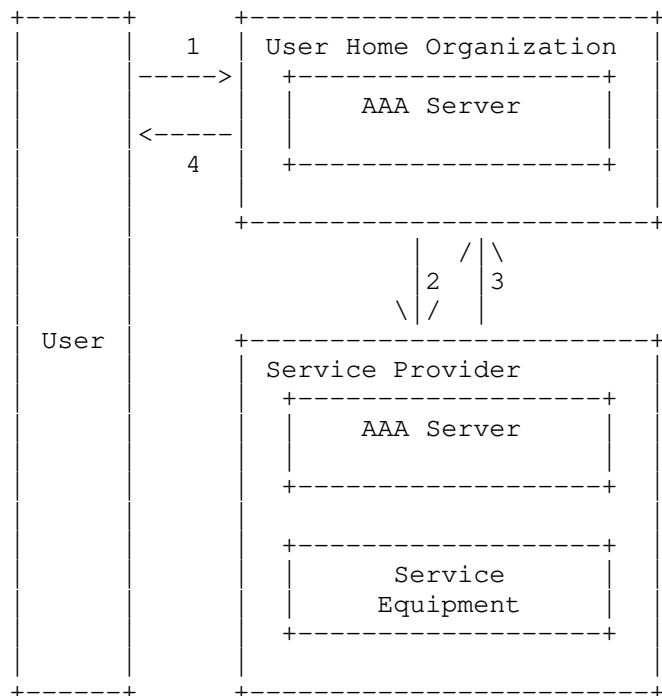 1
User Home Organization
AAA Server
4
2
3
User
Service Provider
AAA Server
Service
Equipment